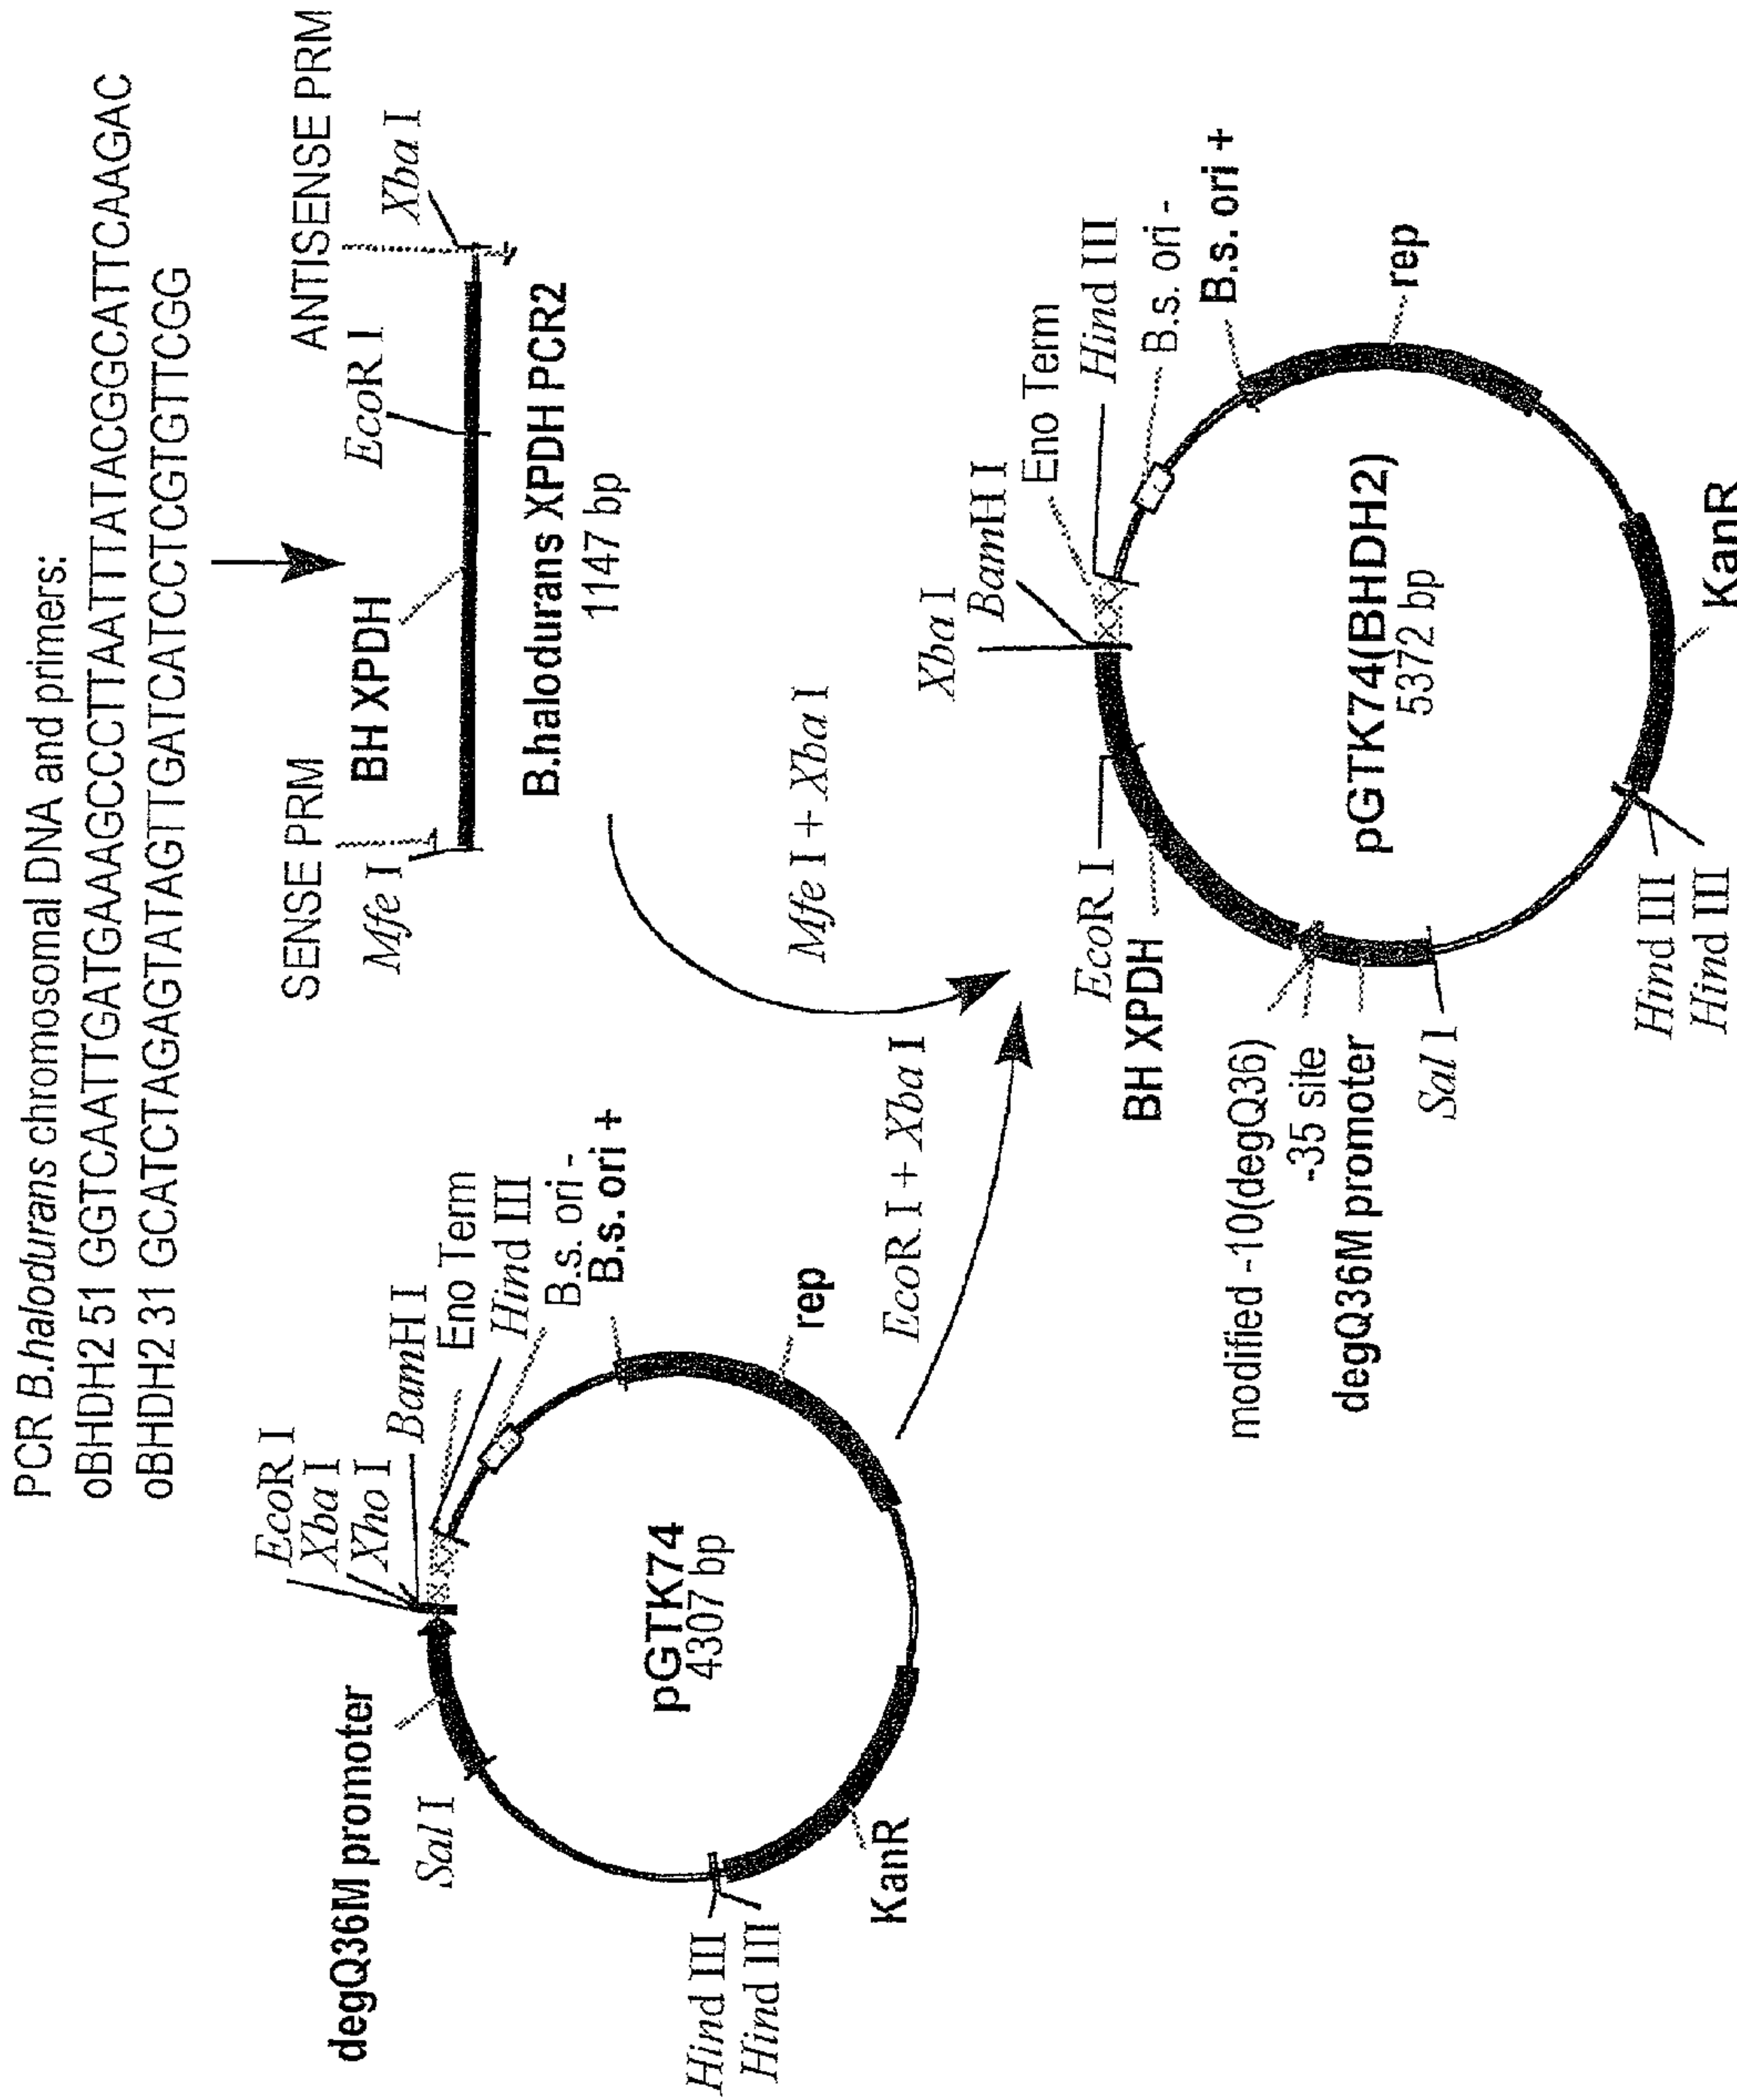 PCR B.halodurans chromosomal DNA and primers:
oBHDH2 51 GGTCAATTGATGAAAGCCCTTAATTTATACGGCATTCAAGAC
oBHDH2 31 GCATCTAGAGTATAGTTGATCATCCTCGTGTTCGG
SENSE PRM
ANTISENSE PRM
Mfe I
BH XPDH
EcoR I
Xba I
B.halodurans XPDH PCR2
1147 bp
EcoR I
Xba I
Xho I
BamH I
degQ36M promoter
Eno Term
Hind III
B.s. ori -
B.s. ori +
Sal I
rep
pGTK74
4307 bp
Hind III
Hind III
KanR
Mfe I + Xba I
EcoR I + Xba I
Xba I
BamH I
Eno Term
Hind III
B.s. ori -
B.s. ori +
EcoR I
BH XPDH
rep
pGTK74(BHDH2)
5372 bp
modified -10(degQ36)
-35 site
degQ36M promoter
Sal I
Hind III
Hind III
KanR